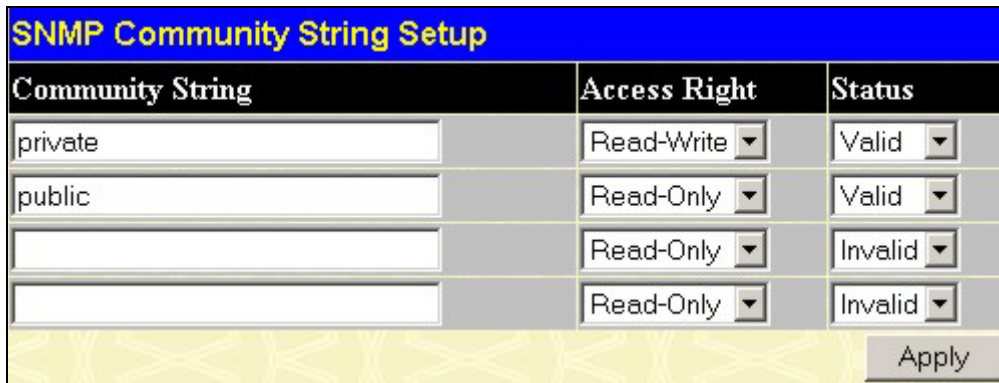 SNMP Community String Setup
Community String Access Right Status
private Read-Write Valid
public Read-Only Valid
Read-Only Invalid
Read-Only Invalid
Apply